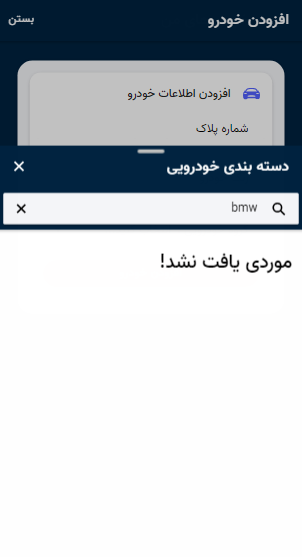 افزودن خودرو
بستن
افزودن اطلاعات خودرو
شماره پلاک
دسته بندی خودرویی
bmw
موردی یافت نشد!